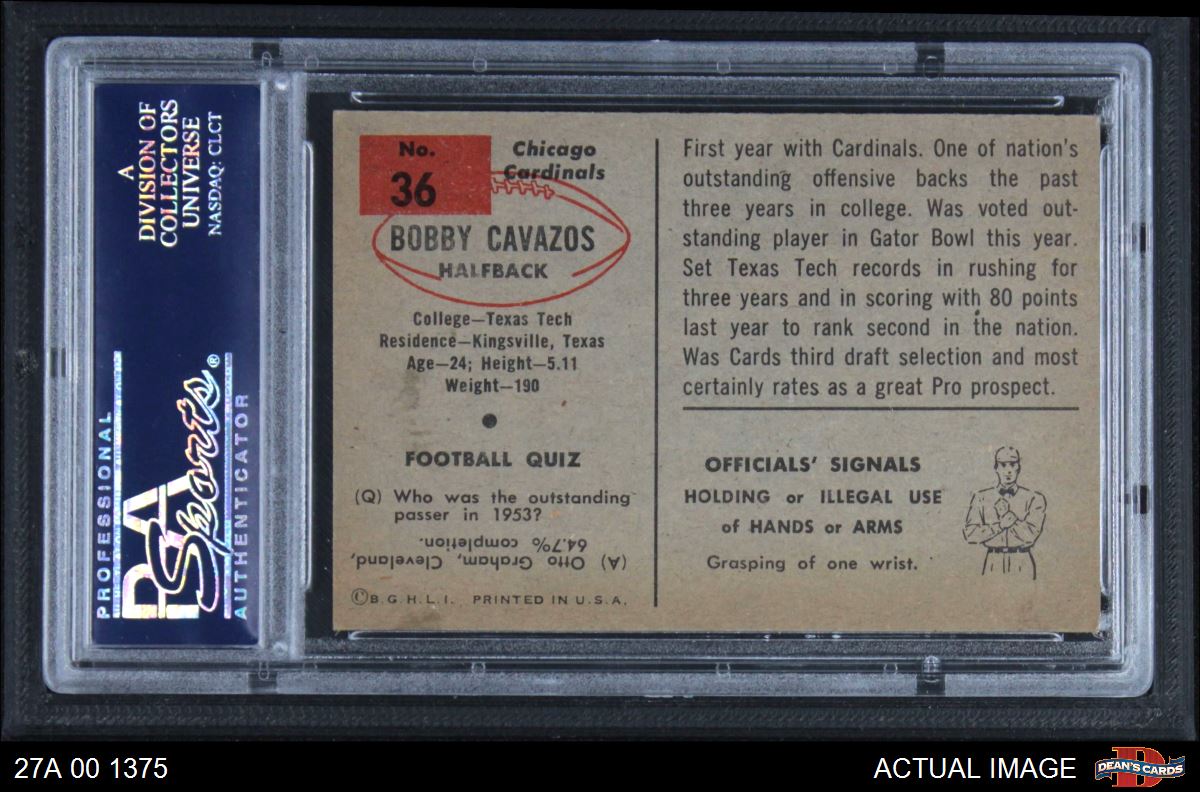 A
DIVISION OF
COLLECTORS
UNIVERSE
NASDAQ: CLCT
PROFESSIONAL
PSA
Sports®
AUTHENTICATOR
No.
36
Chicago
Cardinals
BOBBY CAVAZOS
HALFBACK
College—Texas Tech
Residence—Kingsville, Texas
Age—24; Height—5.11
Weight—190
FOOTBALL QUIZ
(Q) Who was the outstanding
passer in 1953?
(A) Otto Graham, Cleveland,
64.7% completion.
©B.G.H.L.I. PRINTED IN U.S.A.
First year with Cardinals. One of nation's
outstanding offensive backs the past
three years in college. Was voted out-
standing player in Gator Bowl this year.
Set Texas Tech records in rushing for
three years and in scoring with 80 points
last year to rank second in the nation.
Was Cards third draft selection and most
certainly rates as a great Pro prospect.
OFFICIALS' SIGNALS
HOLDING or ILLEGAL USE
of HANDS or ARMS
Grasping of one wrist.
27A 00 1375
ACTUAL IMAGE
DEAN'S CARDS